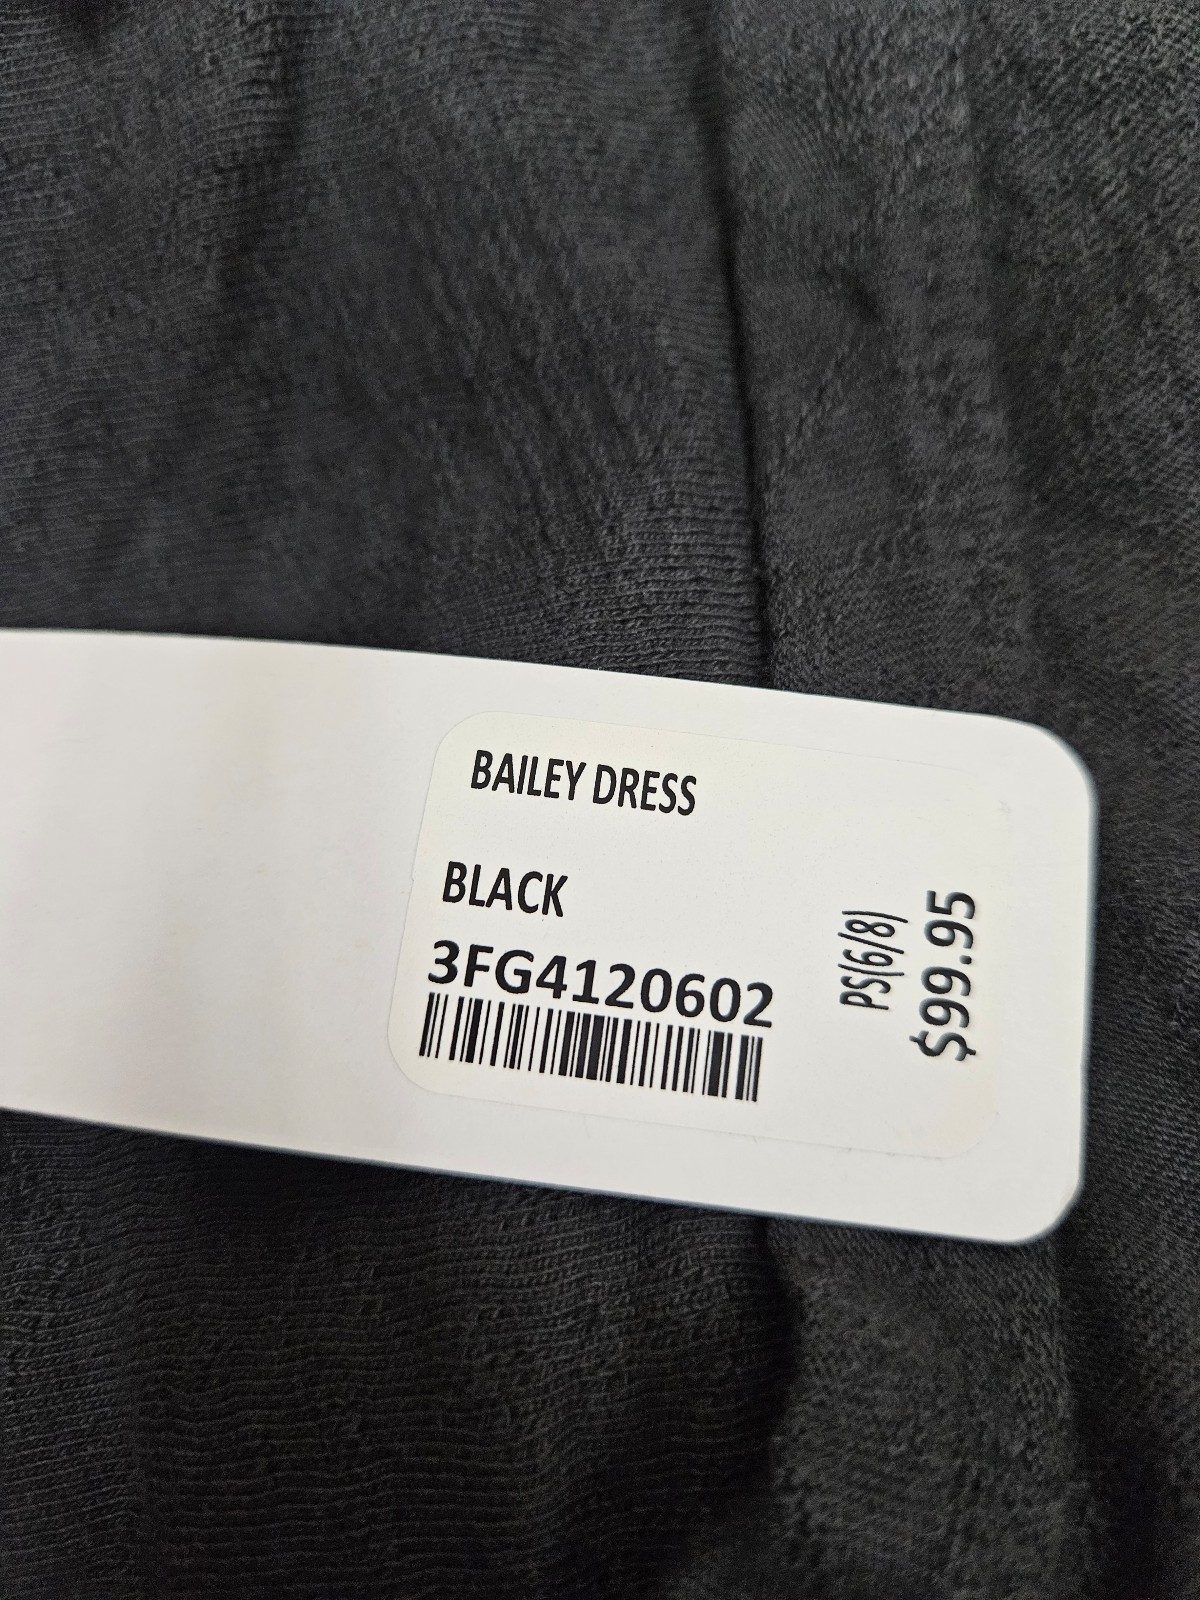 BAILEY DRESS
BLACK
3FG4120602
PS(6/8)
$99.95